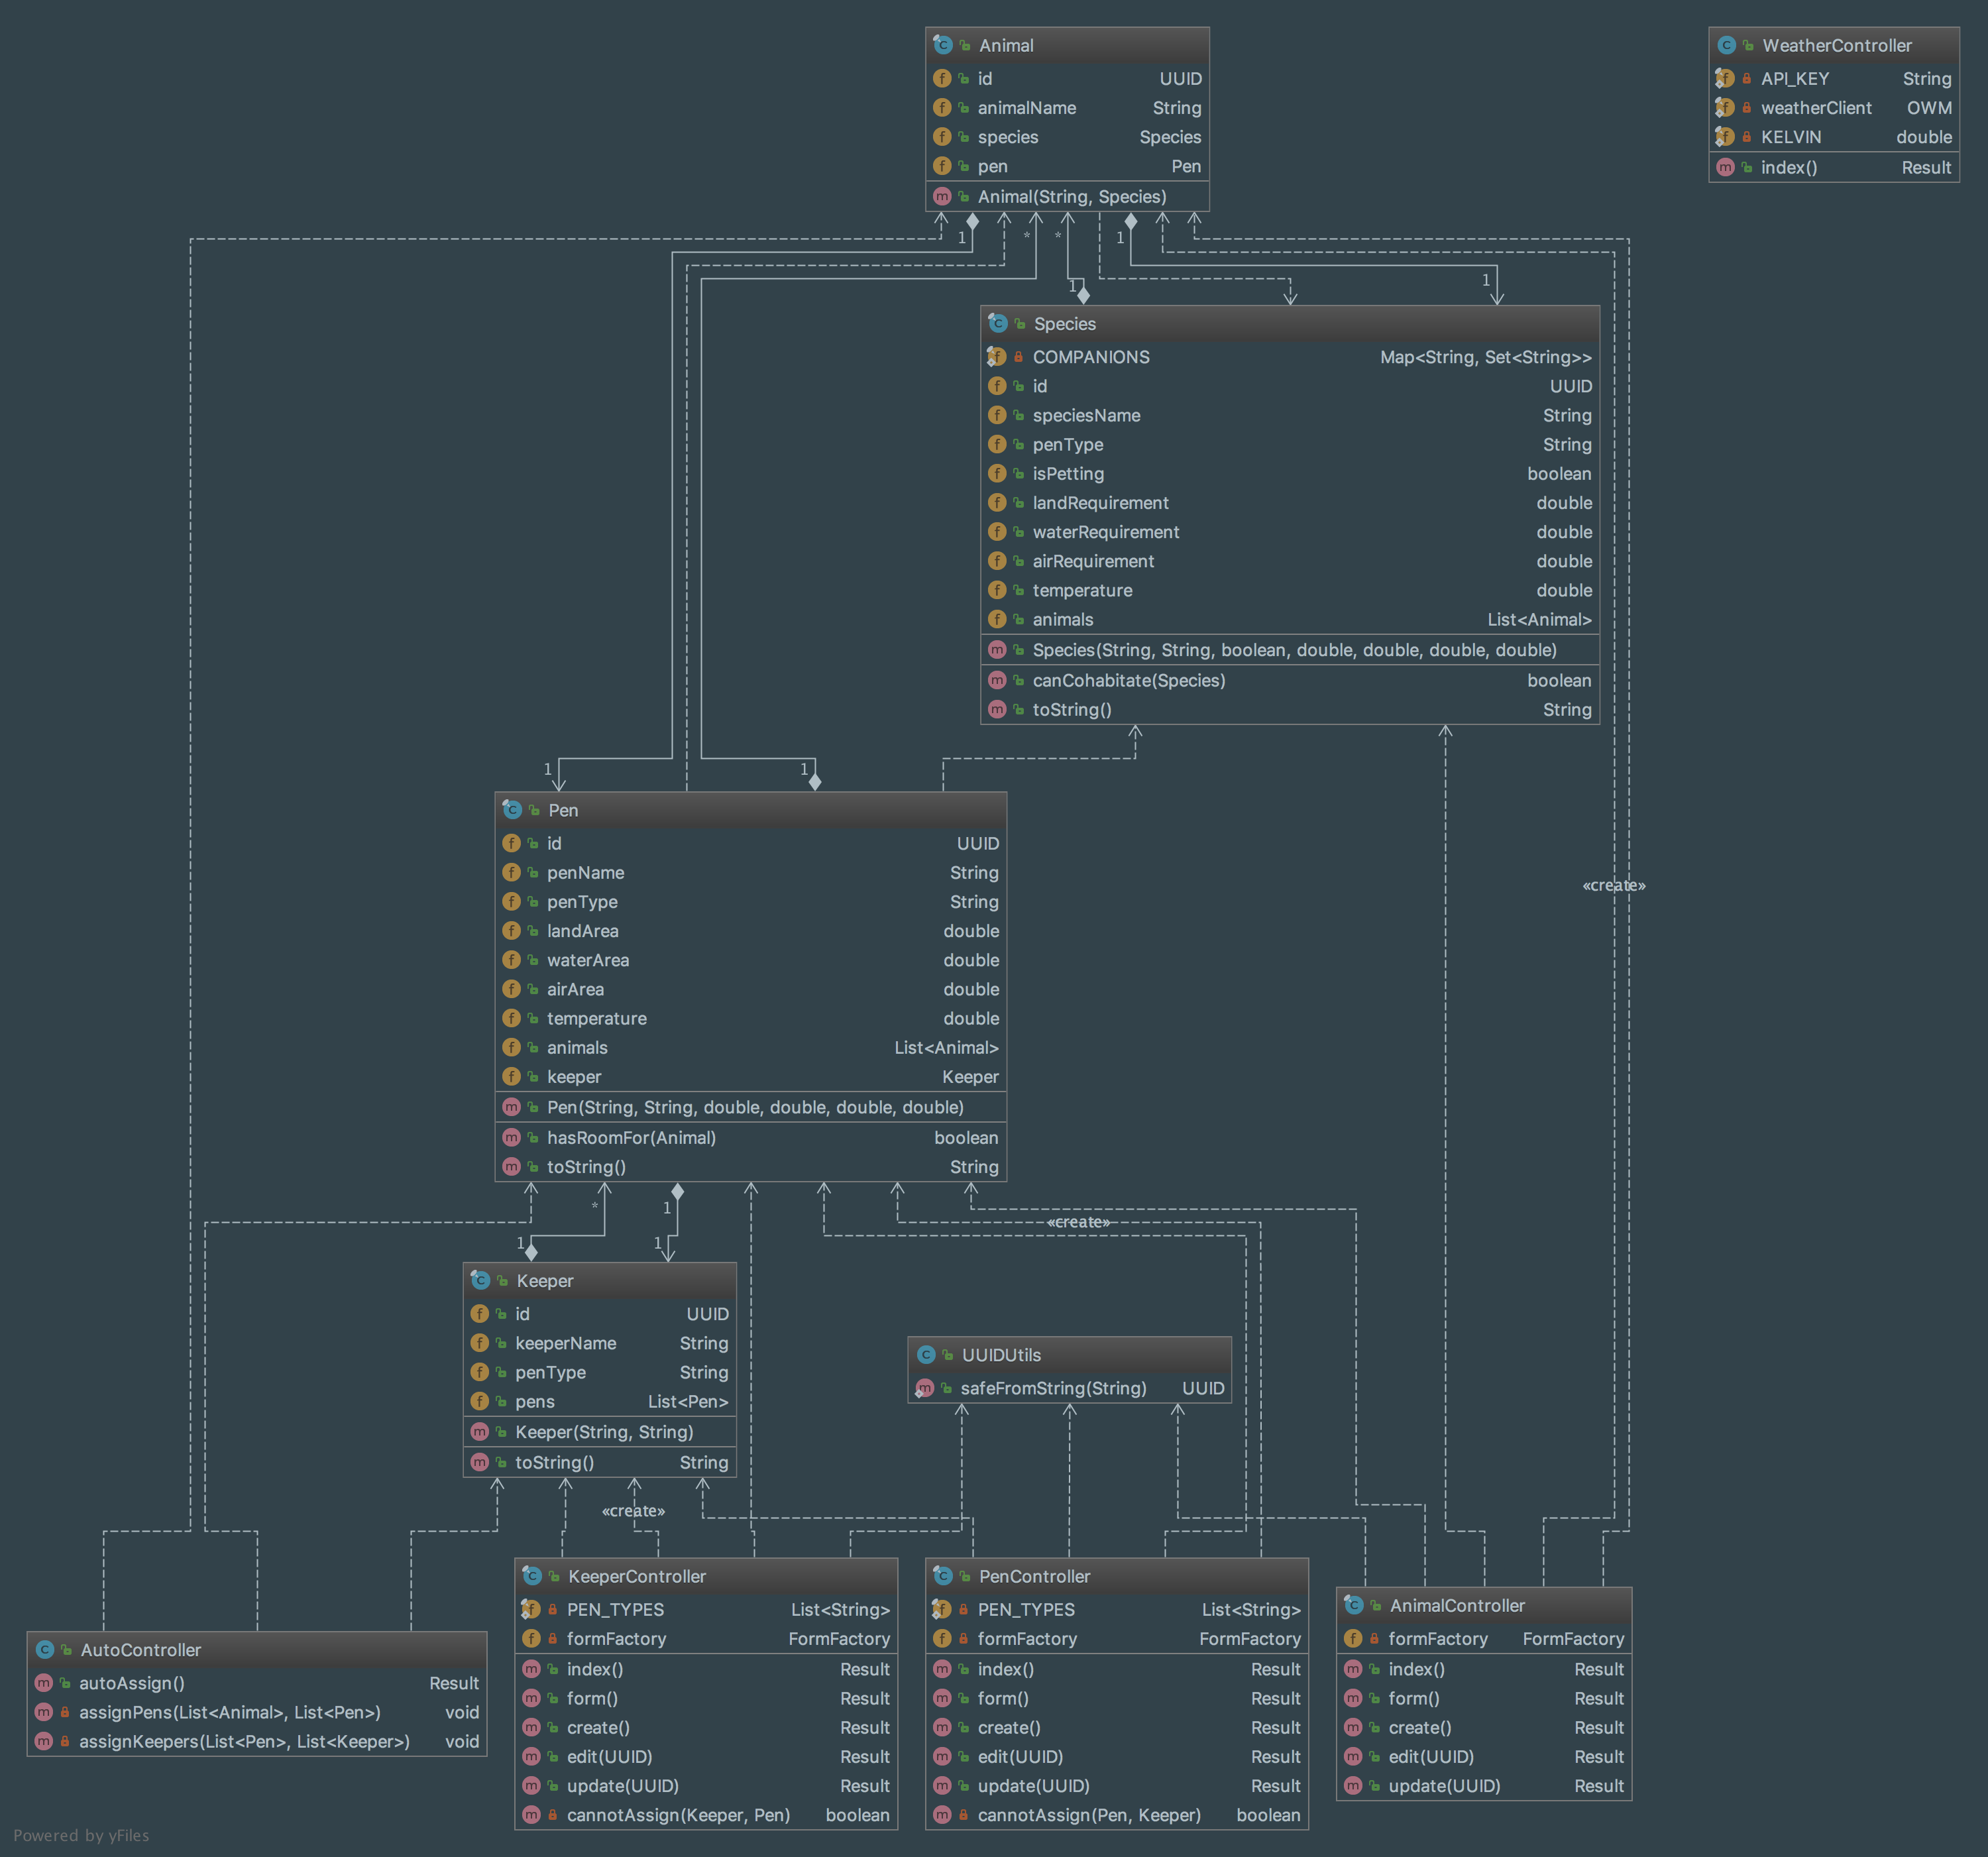 Animal
id UUID
animalName String
species Species
pen Pen
Animal(String, Species)
WeatherController
API_KEY String
weatherClient OWM
KELVIN double
index() Result
1 * * 1
1 1
Species
COMPANIONS Map<String, Set<String>>
id UUID
speciesName String
penType String
isPetting boolean
landRequirement double
waterRequirement double
airRequirement double
temperature double
animals List<Animal>
Species(String, String, boolean, double, double, double, double)
canCohabitate(Species) boolean
toString() String
1 1
«create»
Pen
id UUID
penName String
penType String
landArea double
waterArea double
airArea double
temperature double
animals List<Animal>
keeper Keeper
Pen(String, String, double, double, double, double)
hasRoomFor(Animal) boolean
toString() String
* 1
«create»
1 1
Keeper
id UUID
keeperName String
penType String
pens List<Pen>
Keeper(String, String)
toString() String
UUIDUtils
safeFromString(String) UUID
«create»
AutoController
autoAssign() Result
assignPens(List<Animal>, List<Pen>) void
assignKeepers(List<Pen>, List<Keeper>) void
KeeperController
PEN_TYPES List<String>
formFactory FormFactory
index() Result
form() Result
create() Result
edit(UUID) Result
update(UUID) Result
cannotAssign(Keeper, Pen) boolean
PenController
PEN_TYPES List<String>
formFactory FormFactory
index() Result
form() Result
create() Result
edit(UUID) Result
update(UUID) Result
cannotAssign(Pen, Keeper) boolean
AnimalController
formFactory FormFactory
index() Result
form() Result
create() Result
edit(UUID) Result
update(UUID) Result
Powered by yFiles